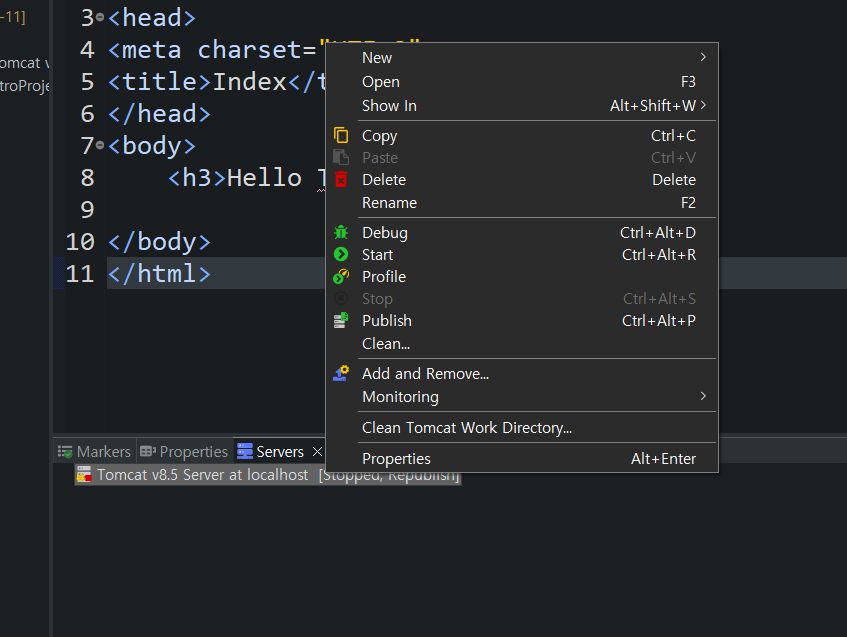 -11]
omcat v
troProje
3 <head>
4 <meta charset="
5 <title>Index</t
6 </head>
7 <body>
8 <h3>Hello
9
10 </body>
11 </html>
New
Open F3
Show In Alt+Shift+W
Copy Ctrl+C
Paste Ctrl+V
Delete Delete
Rename F2
Debug Ctrl+Alt+D
Start Ctrl+Alt+R
Profile
Stop Ctrl+Alt+S
Publish Ctrl+Alt+P
Clean...
Add and Remove...
Monitoring
Clean Tomcat Work Directory...
Properties Alt+Enter
Markers Properties Servers
Tomcat v8.5 Server at localhost [Stopped, Republish]